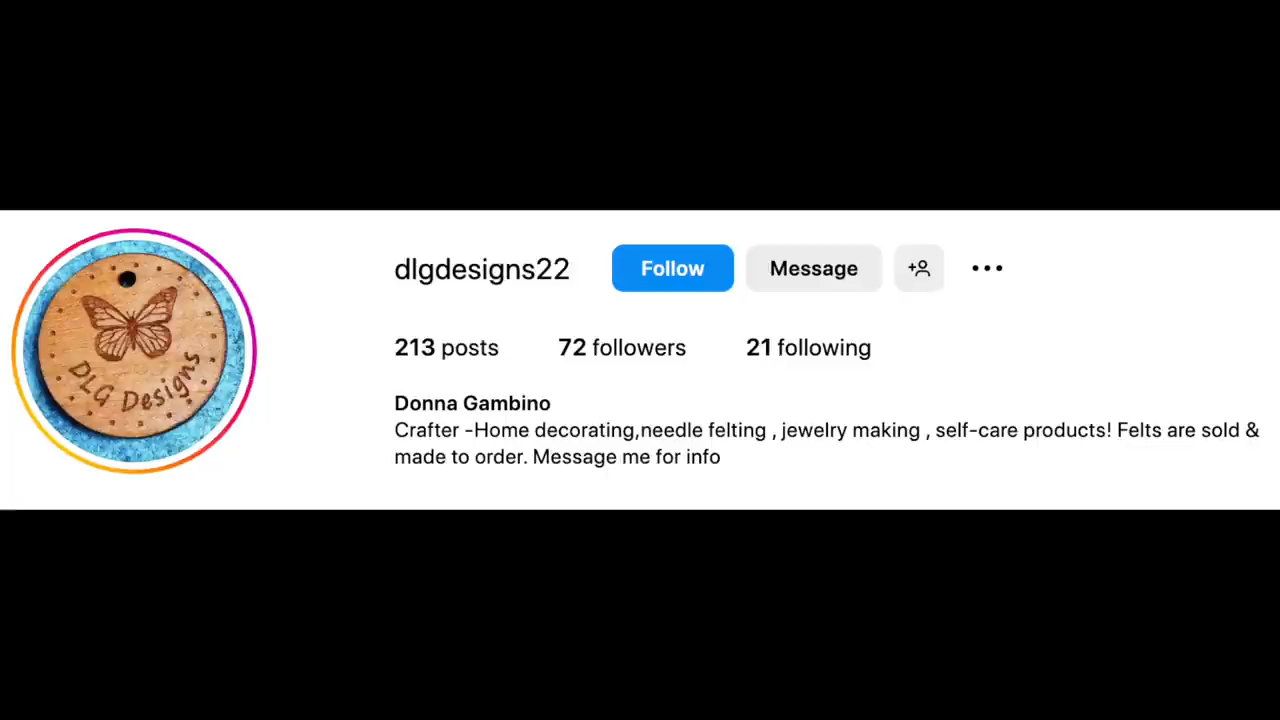 dlgdesigns22 Follow Message
213 posts 72 followers 21 following
Donna Gambino
Crafter -Home decorating,needle felting , jewelry making , self-care products! Felts are sold &
made to order. Message me for info
DLG Designs